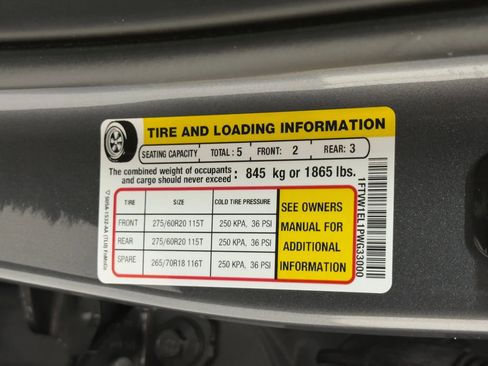 TIRE AND LOADING INFORMATION
SEATING CAPACITY TOTAL : 5 FRONT: 2 REAR: 3
The combined weight of occupants
and cargo should never exceed : 845 kg or 1865 lbs.
TIRE SIZE COLD TIRE PRESSURE
FRONT 275/60R20 115T 250 KPA, 36 PSI
REAR 275/60R20 115T 250 KPA, 36 PSI
SPARE 265/70R18 116T 250 KPA, 36 PSI
SEE OWNERS
MANUAL FOR
ADDITIONAL
INFORMATION
1FTVW1EL1PWG33000